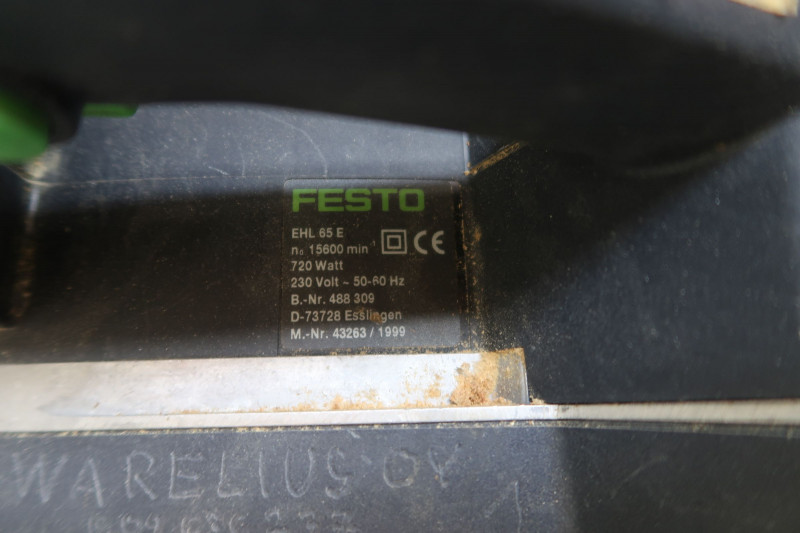 FESTO
EHL 65 E
n₀ 15600 min⁻¹ CE
720 Watt
230 Volt ~ 50-60 Hz
B.-Nr. 488 309
D-73728 Esslingen
M.-Nr. 43263 / 1999
WARELIUS OY